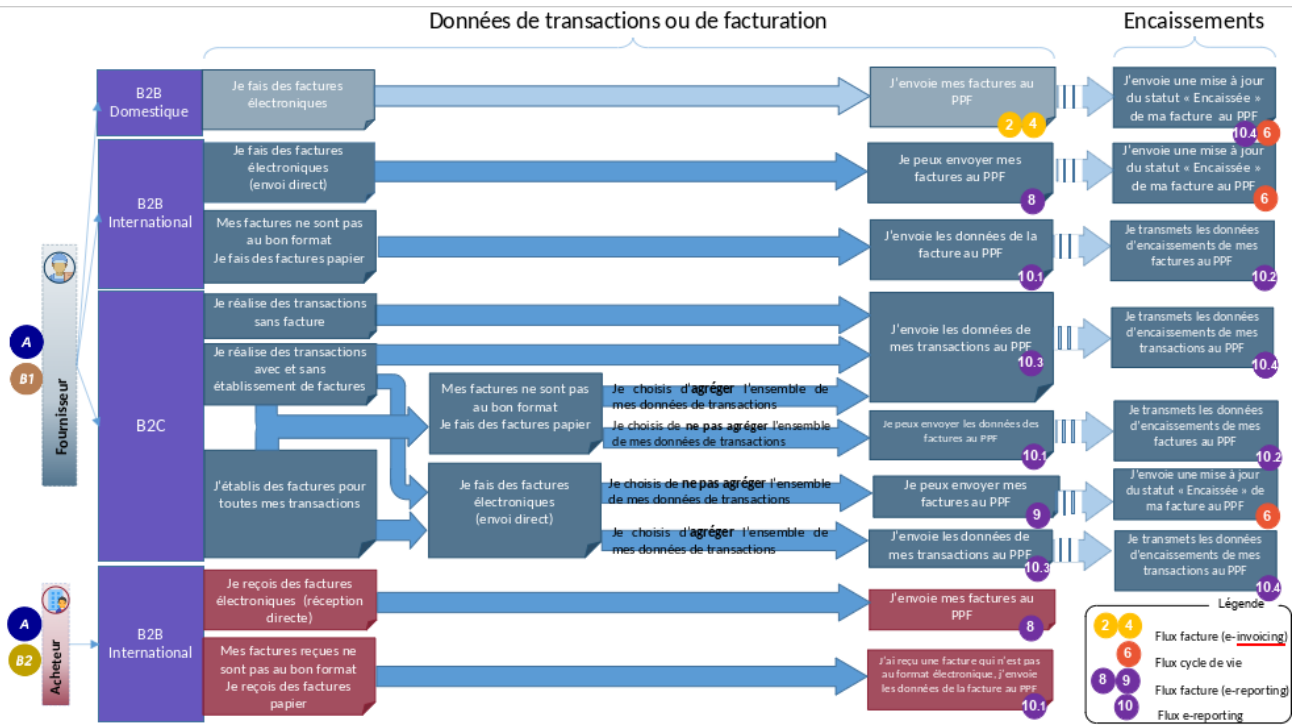 Données de transactions ou de facturation
Encaissements
B2B
Domestique
Je fais des factures
électroniques
J'envoie mes factures au
PPF
2 4
J'envoie une mise à jour
du statut « Encaissée »
de ma facture au PPF
10.4 6
B2B
International
Je fais des factures
électroniques
(envoi direct)
Je peux envoyer mes
factures au PPF
8
J'envoie une mise à jour
du statut « Encaissée »
de ma facture au PPF
6
Mes factures ne sont pas
au bon format
Je fais des factures papier
J'envoie les données de la
facture au PPF
10.1
Je transmets les données
d'encaissements de mes
factures au PPF
10.2
Fournisseur
A
B1
B2C
Je réalise des transactions
sans facture
Je réalise des transactions
avec et sans
établissement de factures
J'envoie les données de
mes transactions au PPF
10.3
Je transmets les données
d'encaissements de mes
transactions au PPF
10.4
Mes factures ne sont pas
au bon format
Je fais des factures papier
Je choisis d'agréger l'ensemble de
mes données de transactions
Je choisis de ne pas agréger l'ensemble
de mes données de transactions
Je peux envoyer les données des
factures au PPF
10.1
Je transmets les données
d'encaissements de mes
factures au PPF
10.2
J'établis des factures pour
toutes mes transactions
Je fais des factures
électroniques
(envoi direct)
Je choisis de ne pas agréger l'ensemble
de mes données de transactions
Je peux envoyer mes
factures au PPF
9
J'envoie une mise à jour
du statut « Encaissée » de
ma facture au PPF
6
Je choisis d'agréger l'ensemble de
mes données de transactions
J'envoie les données de
mes transactions au PPF
10.3
Je transmets les données
d'encaissements de mes
transactions au PPF
10.4
Acheteur
A
B2
B2B
International
Je reçois des factures
électroniques (réception
directe)
J'envoie mes factures au
PPF
8
Mes factures reçues ne
sont pas au bon format
Je reçois des factures
papier
J'ai reçu une facture qui n'est pas
au format électronique, j'envoie
les données de la facture au PPF
10.1
Légende
2 4 Flux facture (e-invoicing)
6 Flux cycle de vie
8 9 Flux facture (e-reporting)
10 Flux e-reporting